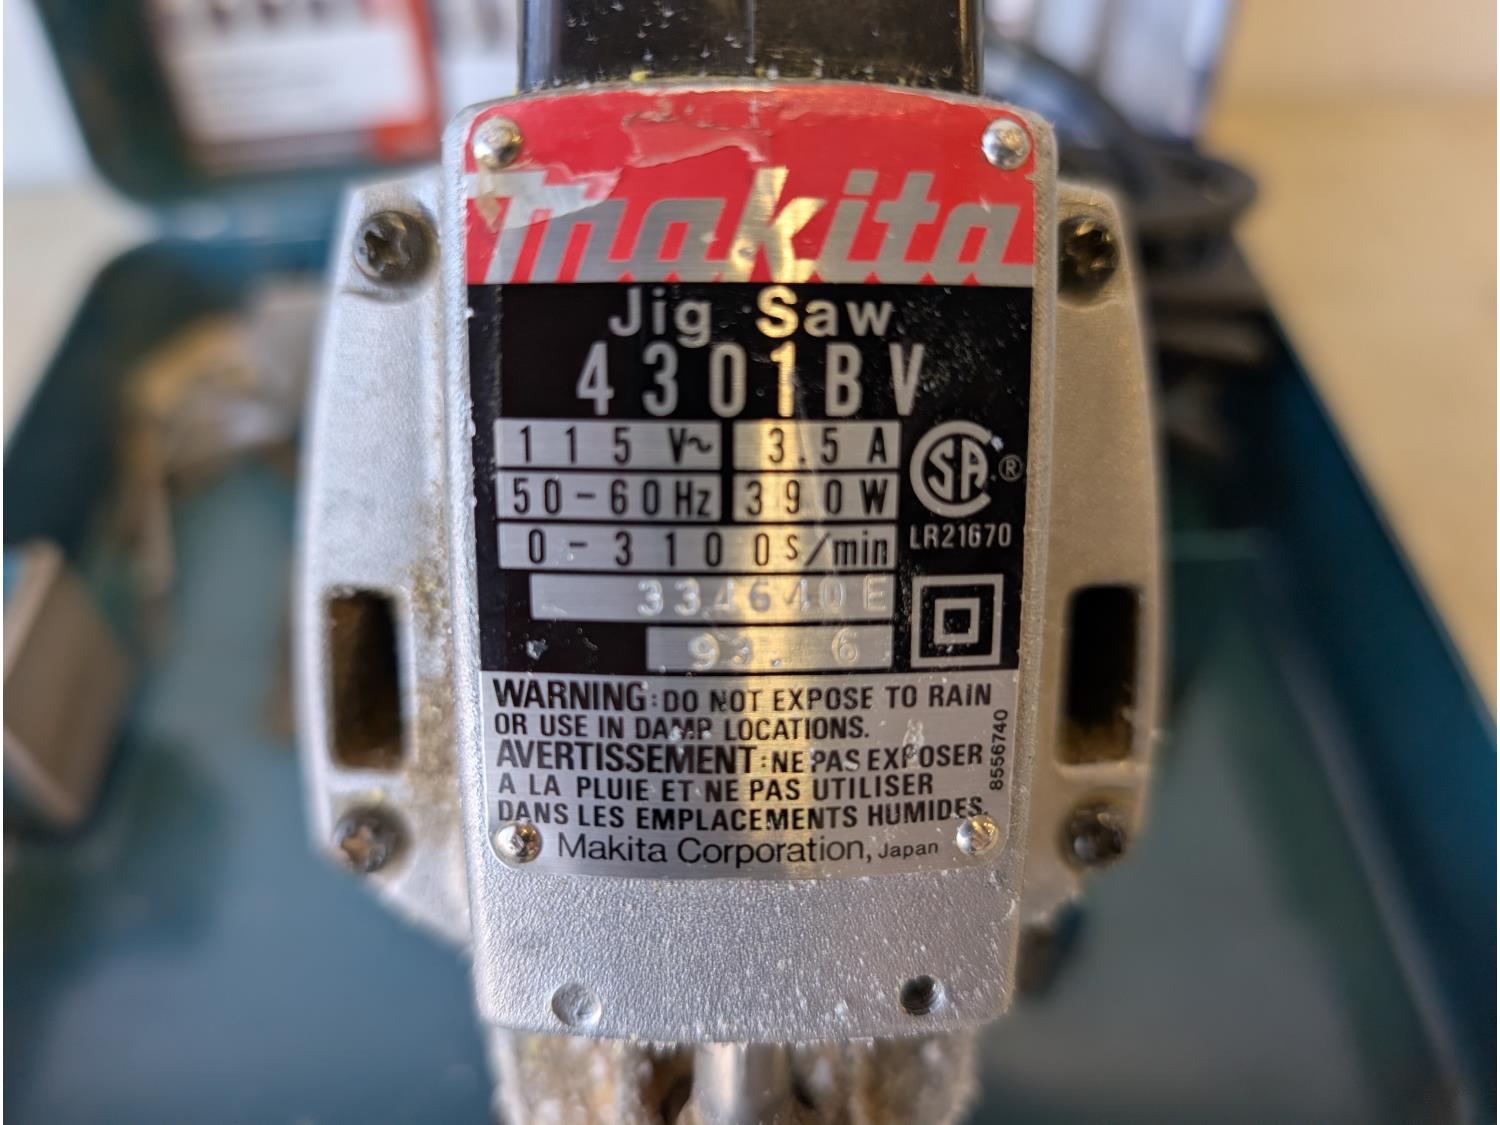 makita
Jig Saw
4301BV
115 V~ 3.5 A
50-60Hz 390W
0-3100s/min
LR21670
334640E
93. 6
WARNING: DO NOT EXPOSE TO RAIN
OR USE IN DAMP LOCATIONS.
AVERTISSEMENT: NE PAS EXPOSER
A LA PLUIE ET NE PAS UTILISER
DANS LES EMPLACEMENTS HUMIDES.
8556740
Makita Corporation, Japan